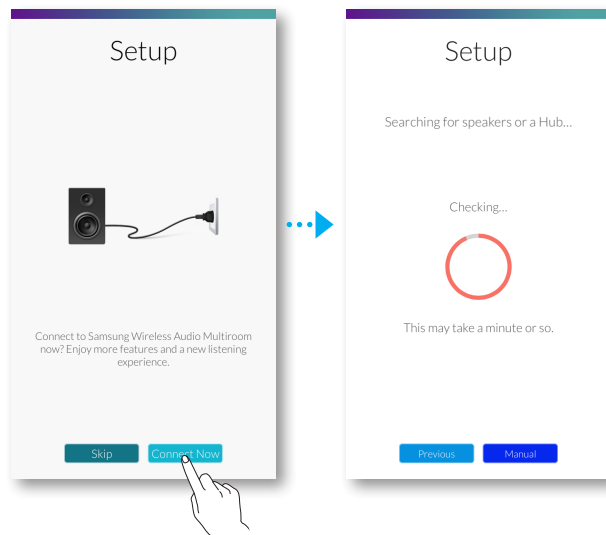 Setup
Connect to Samsung Wireless Audio Multiroom
now? Enjoy more features and a new listening
experience.
Skip
Connect Now
Setup
Searching for speakers or a Hub...
Checking...
This may take a minute or so.
Previous
Manual